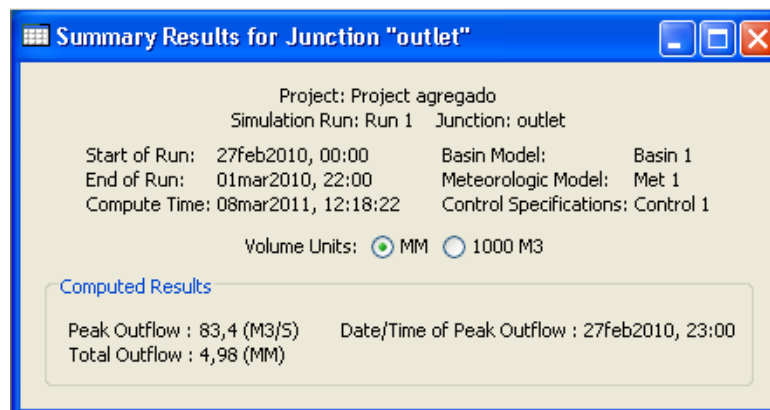 Summary Results for Junction "outlet"
Project: Project agregado
Simulation Run: Run 1 Junction: outlet
Start of Run: 27feb2010, 00:00 Basin Model: Basin 1
End of Run: 01mar2010, 22:00 Meteorologic Model: Met 1
Compute Time: 08mar2011, 12:18:22 Control Specifications: Control 1
Volume Units: MM 1000 M3
Computed Results
Peak Outflow : 83,4 (M3/S) Date/Time of Peak Outflow : 27feb2010, 23:00
Total Outflow : 4,98 (MM)